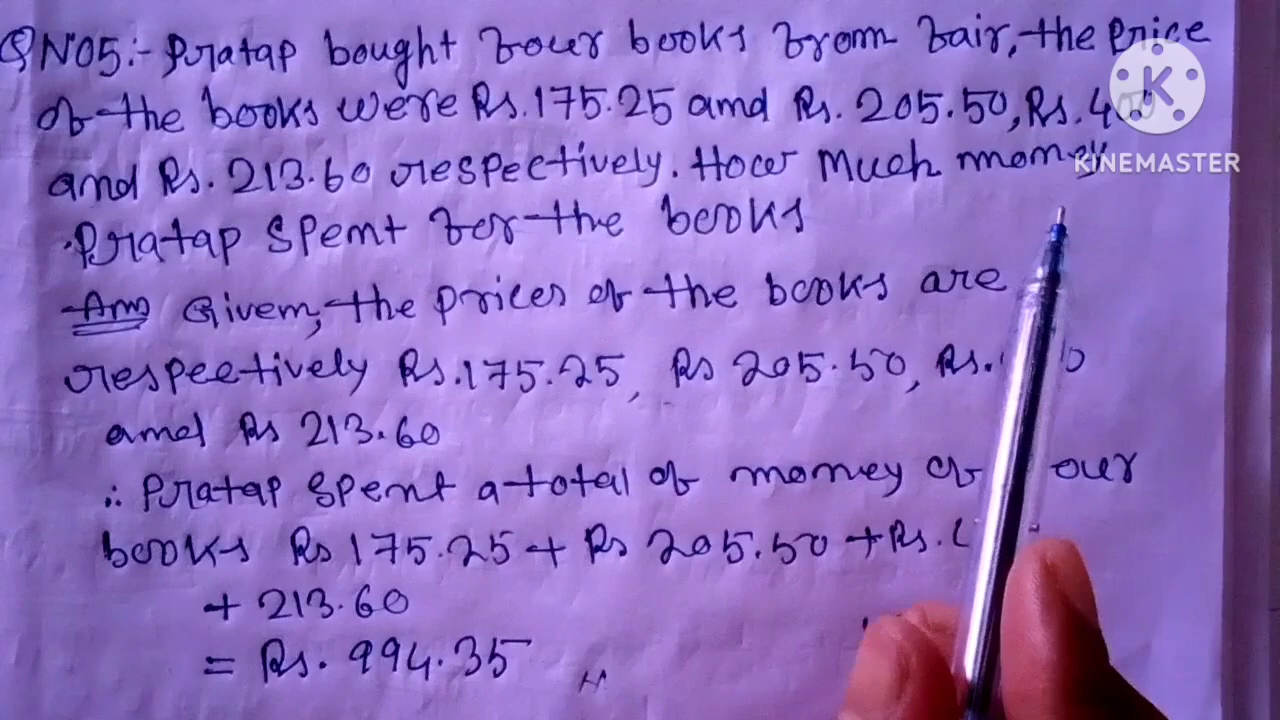 QNO5:- Pratap bought four books from fair, the price
KINEMASTER
of the books were Rs. 175.25 and Rs. 205.50, Rs.
and Rs. 213.60 respectively. How Much money
Pratap spent for the books
Ans Given, the prices of the books are
respectively Rs. 175.25, Rs 205.50, Rs.
and Rs 213.60
∴ Pratap spent a total of money of our
books Rs 175.25 + Rs 205.50 + Rs.
+ 213.60
= Rs. 994.35